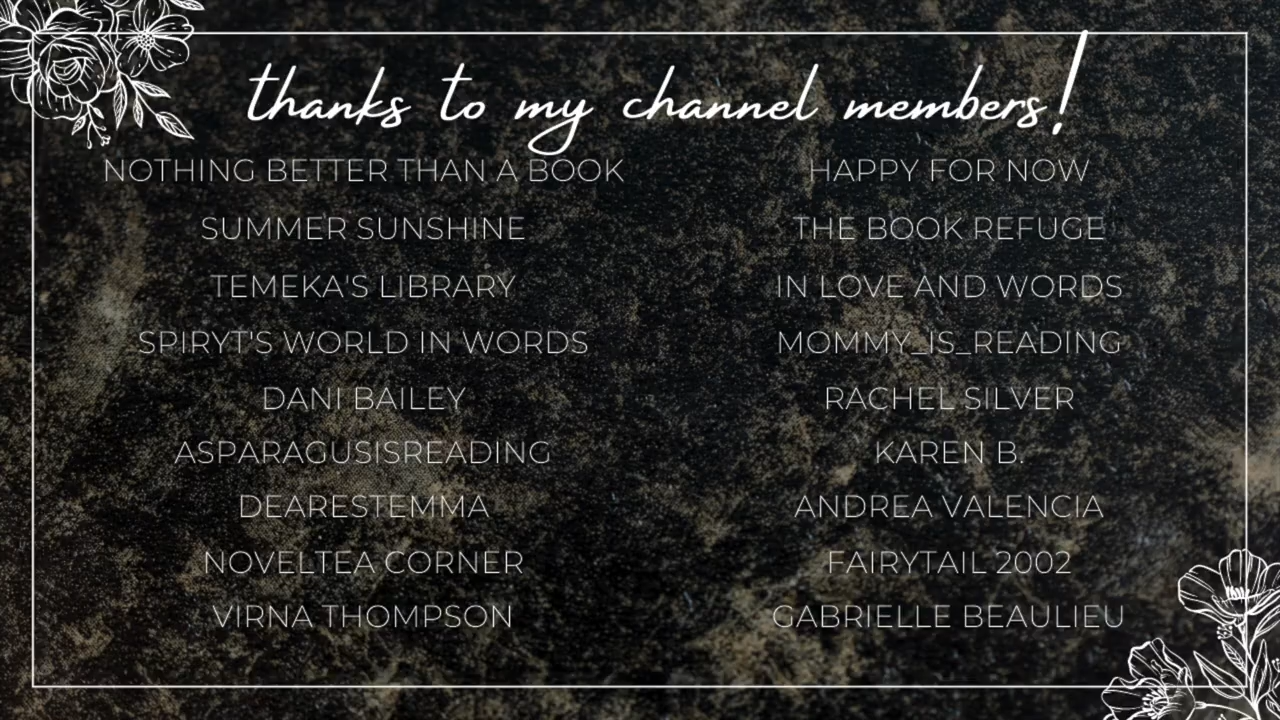 thanks to my channel members!
NOTHING BETTER THAN A BOOK
SUMMER SUNSHINE
TEMEKA'S LIBRARY
SPIRYT'S WORLD IN WORDS
DANI BAILEY
ASPARAGUSISREADING
DEARESTEMMA
NOVELTEA CORNER
VIRNA THOMPSON
HAPPY FOR NOW
THE BOOK REFUGE
IN LOVE AND WORDS
MOMMY_IS_READING
RACHEL SILVER
KAREN B.
ANDREA VALENCIA
FAIRYTAIL 2002
GABRIELLE BEAULIEU